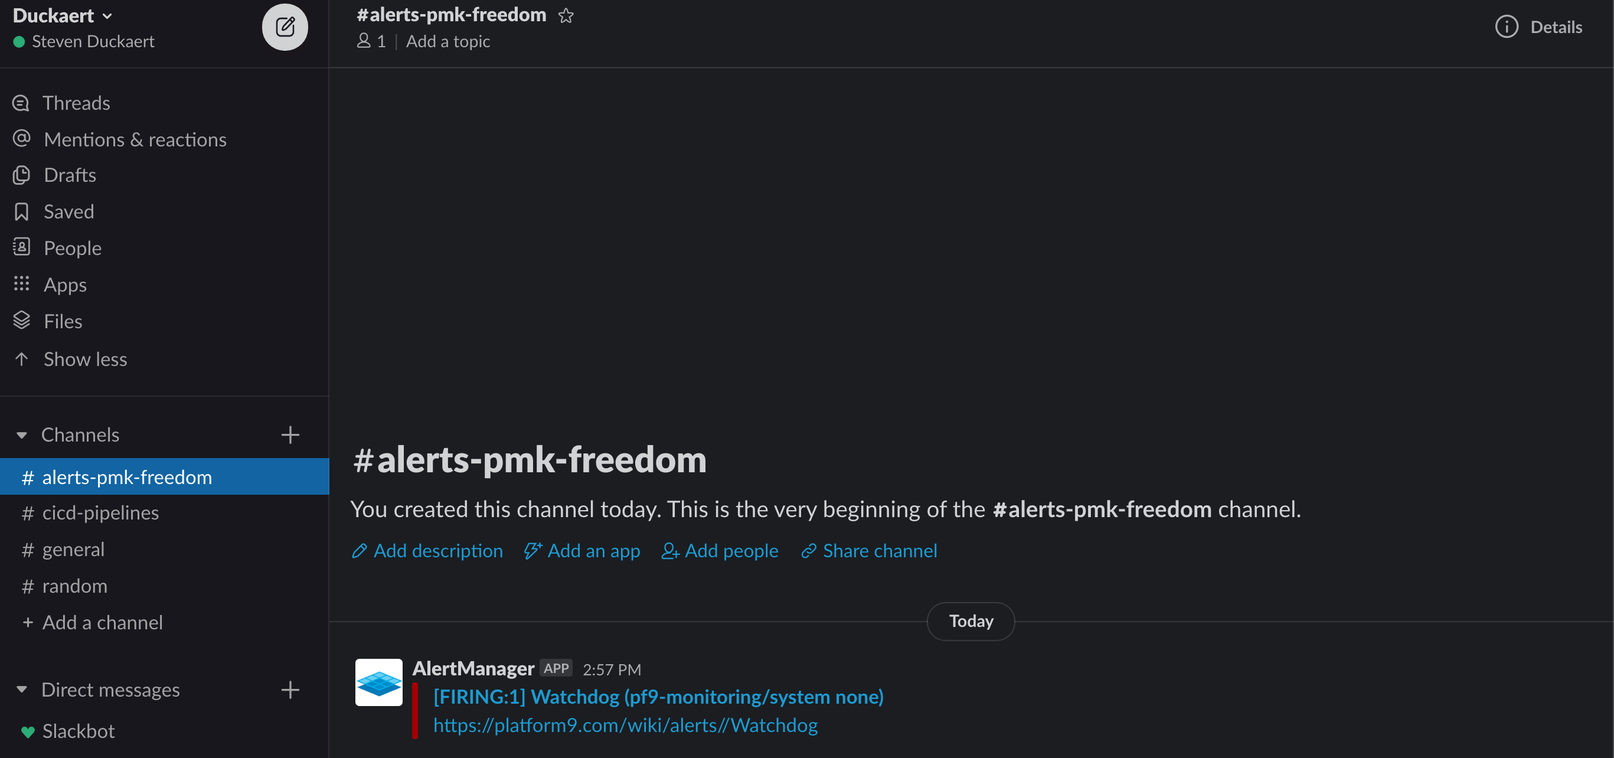 Duckaert
Steven Duckaert
Threads
Mentions & reactions
Drafts
Saved
People
Apps
Files
Show less
Channels
# alerts-pmk-freedom
# cicd-pipelines
# general
# random
+ Add a channel
Direct messages
Slackbot
#alerts-pmk-freedom
1 | Add a topic
Details
#alerts-pmk-freedom
You created this channel today. This is the very beginning of the #alerts-pmk-freedom channel.
Add description Add an app Add people Share channel
Today
AlertManager APP 2:57 PM
[FIRING:1] Watchdog (pf9-monitoring/system none)
https://platform9.com/wiki/alerts//Watchdog